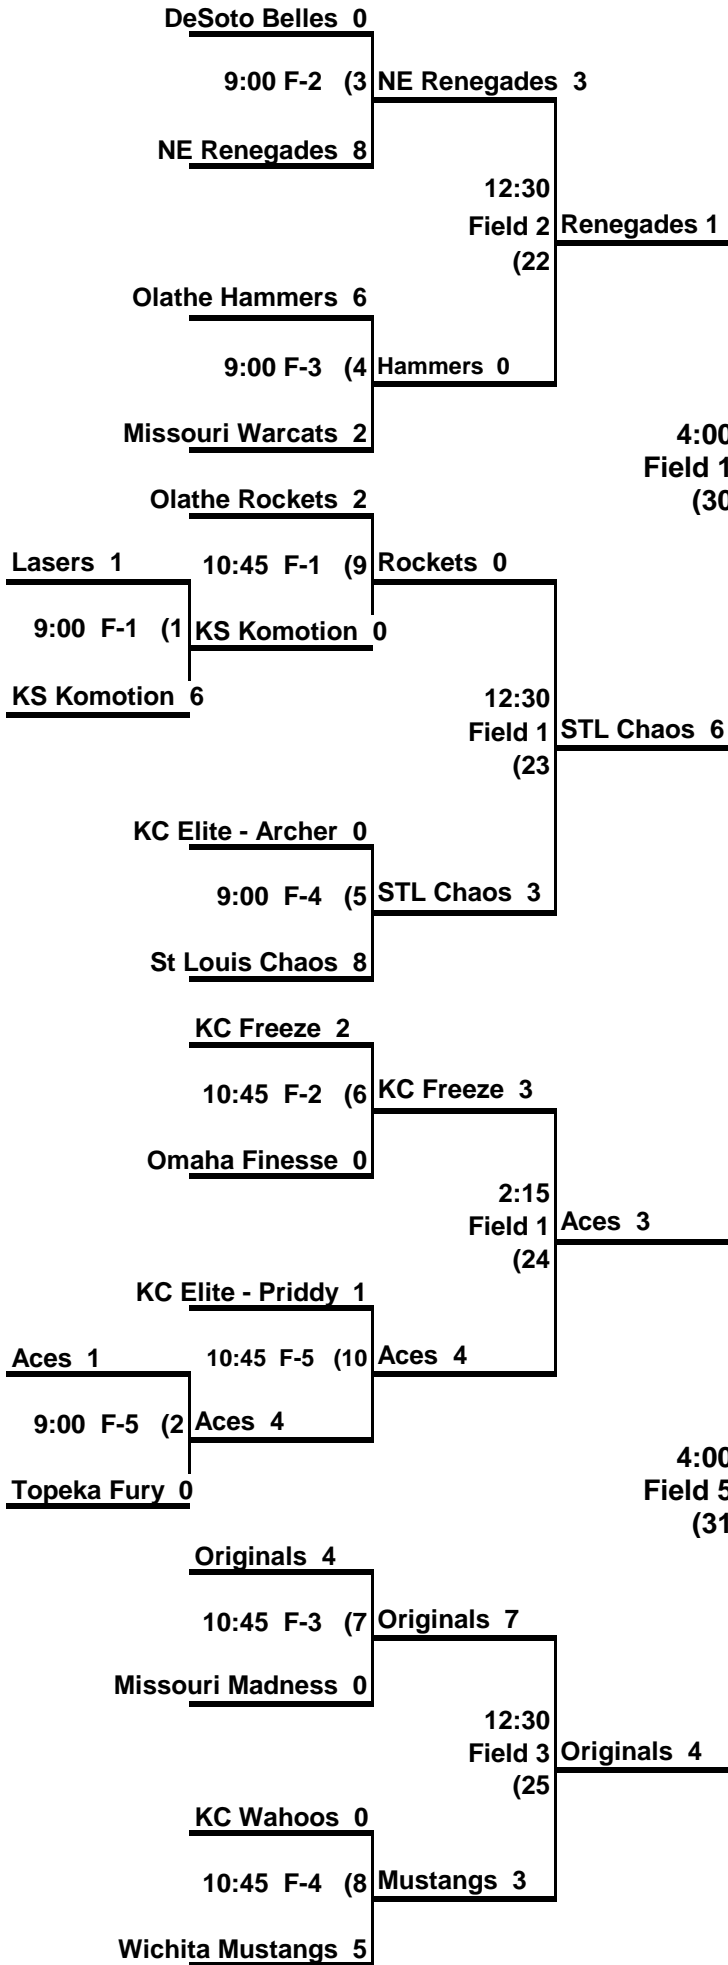 DeSoto Belles 0
9:00 F-2 (3 NE Renegades 3
NE Renegades 8
12:30
Field 2 Renegades 1
(22
Olathe Hammers 6
9:00 F-3 (4 Hammers 0
Missouri Warcats 2
4:00
Field 1
(30
Olathe Rockets 2
Lasers 1 10:45 F-1 (9 Rockets 0
9:00 F-1 (1 KS Komotion 0
KS Komotion 6
12:30
Field 1 STL Chaos 6
(23
KC Elite - Archer 0
9:00 F-4 (5 STL Chaos 3
St Louis Chaos 8
KC Freeze 2
10:45 F-2 (6 KC Freeze 3
Omaha Finesse 0
2:15
Field 1 Aces 3
(24
KC Elite - Priddy 1
Aces 1 10:45 F-5 (10 Aces 4
9:00 F-5 (2 Aces 4
Topeka Fury 0
4:00
Field 5
(31
Originals 4
10:45 F-3 (7 Originals 7
Missouri Madness 0
12:30
Field 3 Originals 4
(25
KC Wahoos 0
10:45 F-4 (8 Mustangs 3
Wichita Mustangs 5